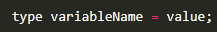 type variableName = value;